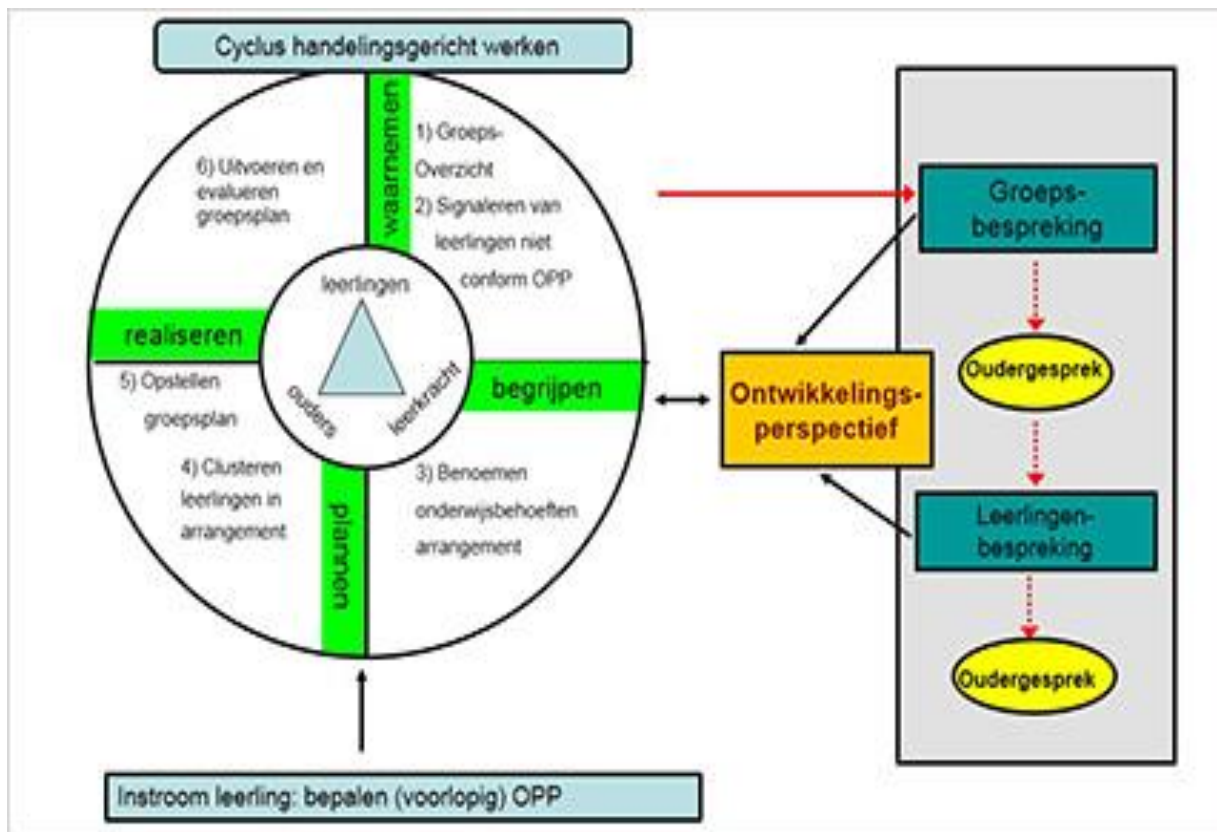 Cyclus handelingsgericht werken
waarnemen
1) Groeps-
Overzicht
2) Signaleren van
leerlingen niet
conform OPP
6) Uitvoeren en
evalueren
groepsplan
leerlingen
ouders
leerkracht
realiseren
begrijpen
5) Opstellen
groepsplan
4) Clusteren
leerlingen in
arrangement
plannen
3) Benoemen
onderwijsbehoeften
arrangement
Instroom leerling: bepalen (voorlopig) OPP
Ontwikkelings-
perspectief
Groeps-
bespreking
Oudergesprek
Leerlingen-
bespreking
Oudergesprek